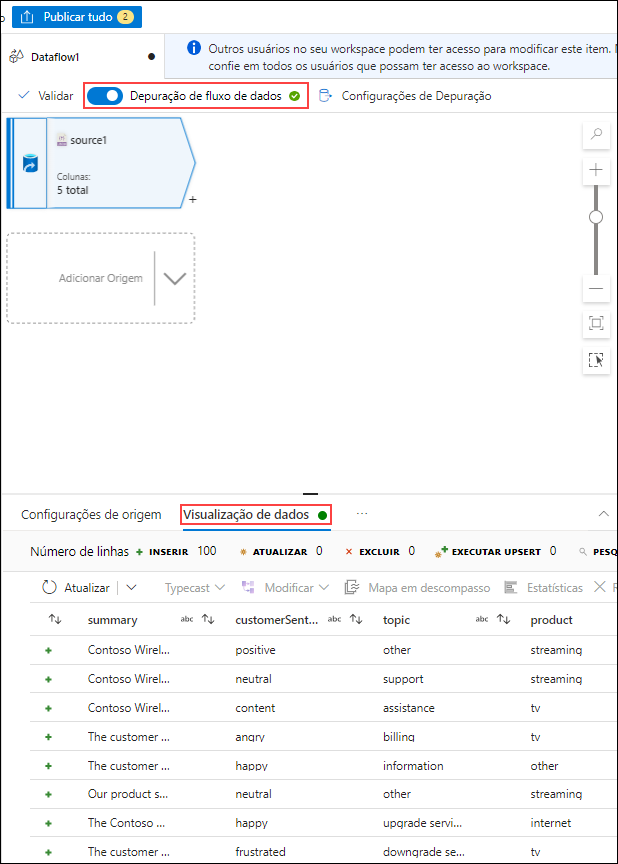 Publicar tudo 2
Dataflow1
Outros usuários no seu workspace podem ter acesso para modificar este item.
confie em todos os usuários que possam ter acesso ao workspace.
Validar Depuração de fluxo de dados Configurações de Depuração
source1
Colunas:
5 total
+
Adicionar Origem
Configurações de origem Visualização de dados ...
Número de linhas + INSERIR 100 ATUALIZAR 0 × EXCLUIR 0 EXECUTAR UPSERT 0 PESQ
Atualizar Typecast Modificar Mapa em descompasso Estatísticas
summary abc customerSent... abc topic abc product
+ Contoso Wirel... positive other streaming
+ Contoso Wirel... neutral support streaming
+ Contoso Wirel... content assistance tv
+ The customer ... angry billing tv
+ The customer ... happy information other
+ Our product s... neutral other streaming
+ The Contoso ... happy upgrade servi... internet
+ The customer ... frustrated downgrade se... tv